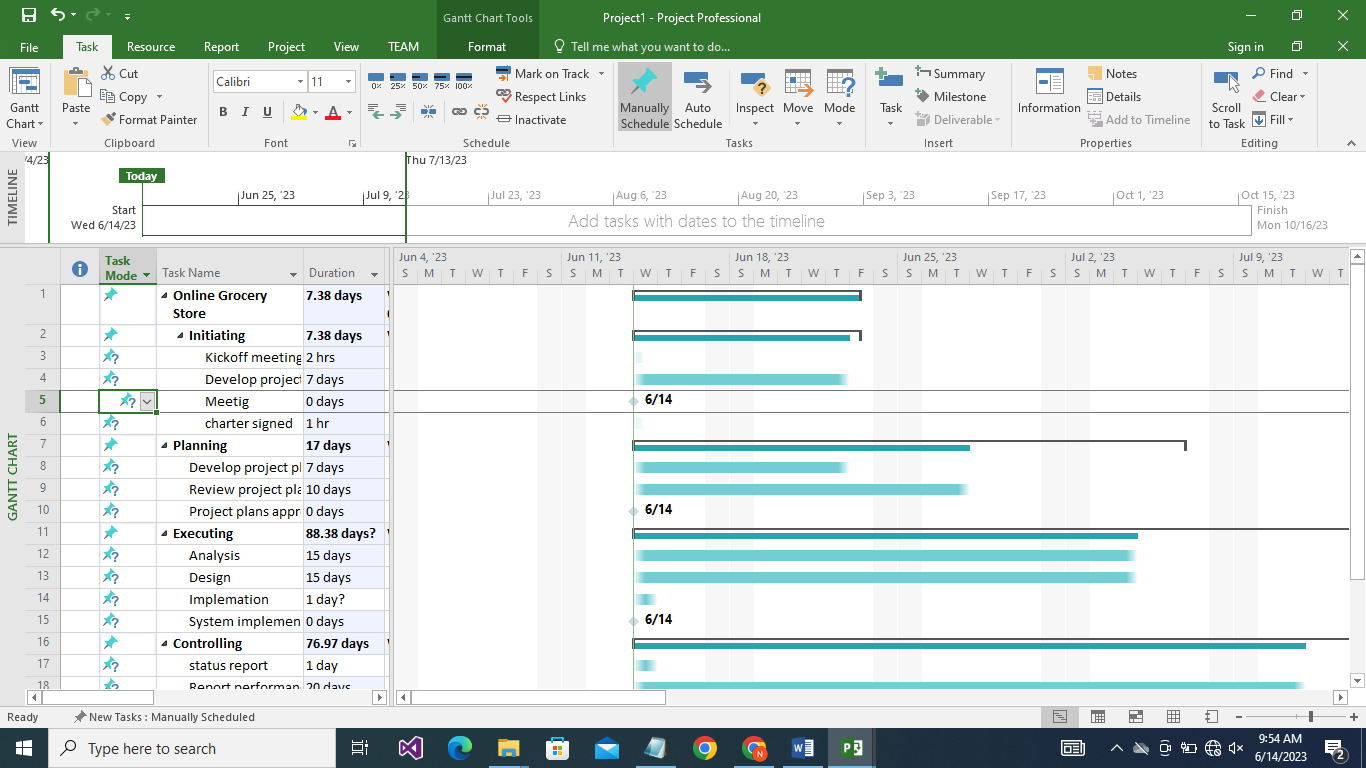 Gantt Chart Tools
Project1 - Project Professional
File Task Resource Report Project View TEAM Format Tell me what you want to do... Sign in
Gantt Chart
Paste
Cut
Copy
Format Painter
Calibri 11
B I U A
0% 25% 50% 75% 100%
Mark on Track
Respect Links
Inactivate
Manually Schedule
Auto Schedule
Inspect
Move
Mode
Task
Summary
Milestone
Deliverable
Information
Notes
Details
Add to Timeline
Scroll to Task
Find
Clear
Fill
View Clipboard Font Schedule Tasks Insert Properties Editing
TIMELINE
/4/23 Thu 7/13/23
Today
Jun 25, '23 Jul 9, '23 Jul 23, '23 Aug 6, '23 Aug 20, '23 Sep 3, '23 Sep 17, '23 Oct 1, '23 Oct 15, '23
Start
Wed 6/14/23
Add tasks with dates to the timeline
Finish
Mon 10/16/23
GANTT CHART
Task Mode Task Name Duration
Jun 4, '23 Jun 11, '23 Jun 18, '23 Jun 25, '23 Jul 2, '23 Jul 9, '23
S M T W T F S S M T W T F S S M T W T F S S M T W T F S S M T W T F S S M T W T
1 Online Grocery Store 7.38 days
2 Initiating 7.38 days
3 Kickoff meeting 2 hrs
4 Develop project 7 days
5 Meetig 0 days 6/14
6 charter signed 1 hr
7 Planning 17 days
8 Develop project pl 7 days
9 Review project pla 10 days
10 Project plans appr 0 days 6/14
11 Executing 88.38 days?
12 Analysis 15 days
13 Design 15 days
14 Implemation 1 day?
15 System implemen 0 days 6/14
16 Controlling 76.97 days
17 status report 1 day
18 Report performan 20 days
Ready New Tasks : Manually Scheduled
Type here to search
9:54 AM
6/14/2023
2